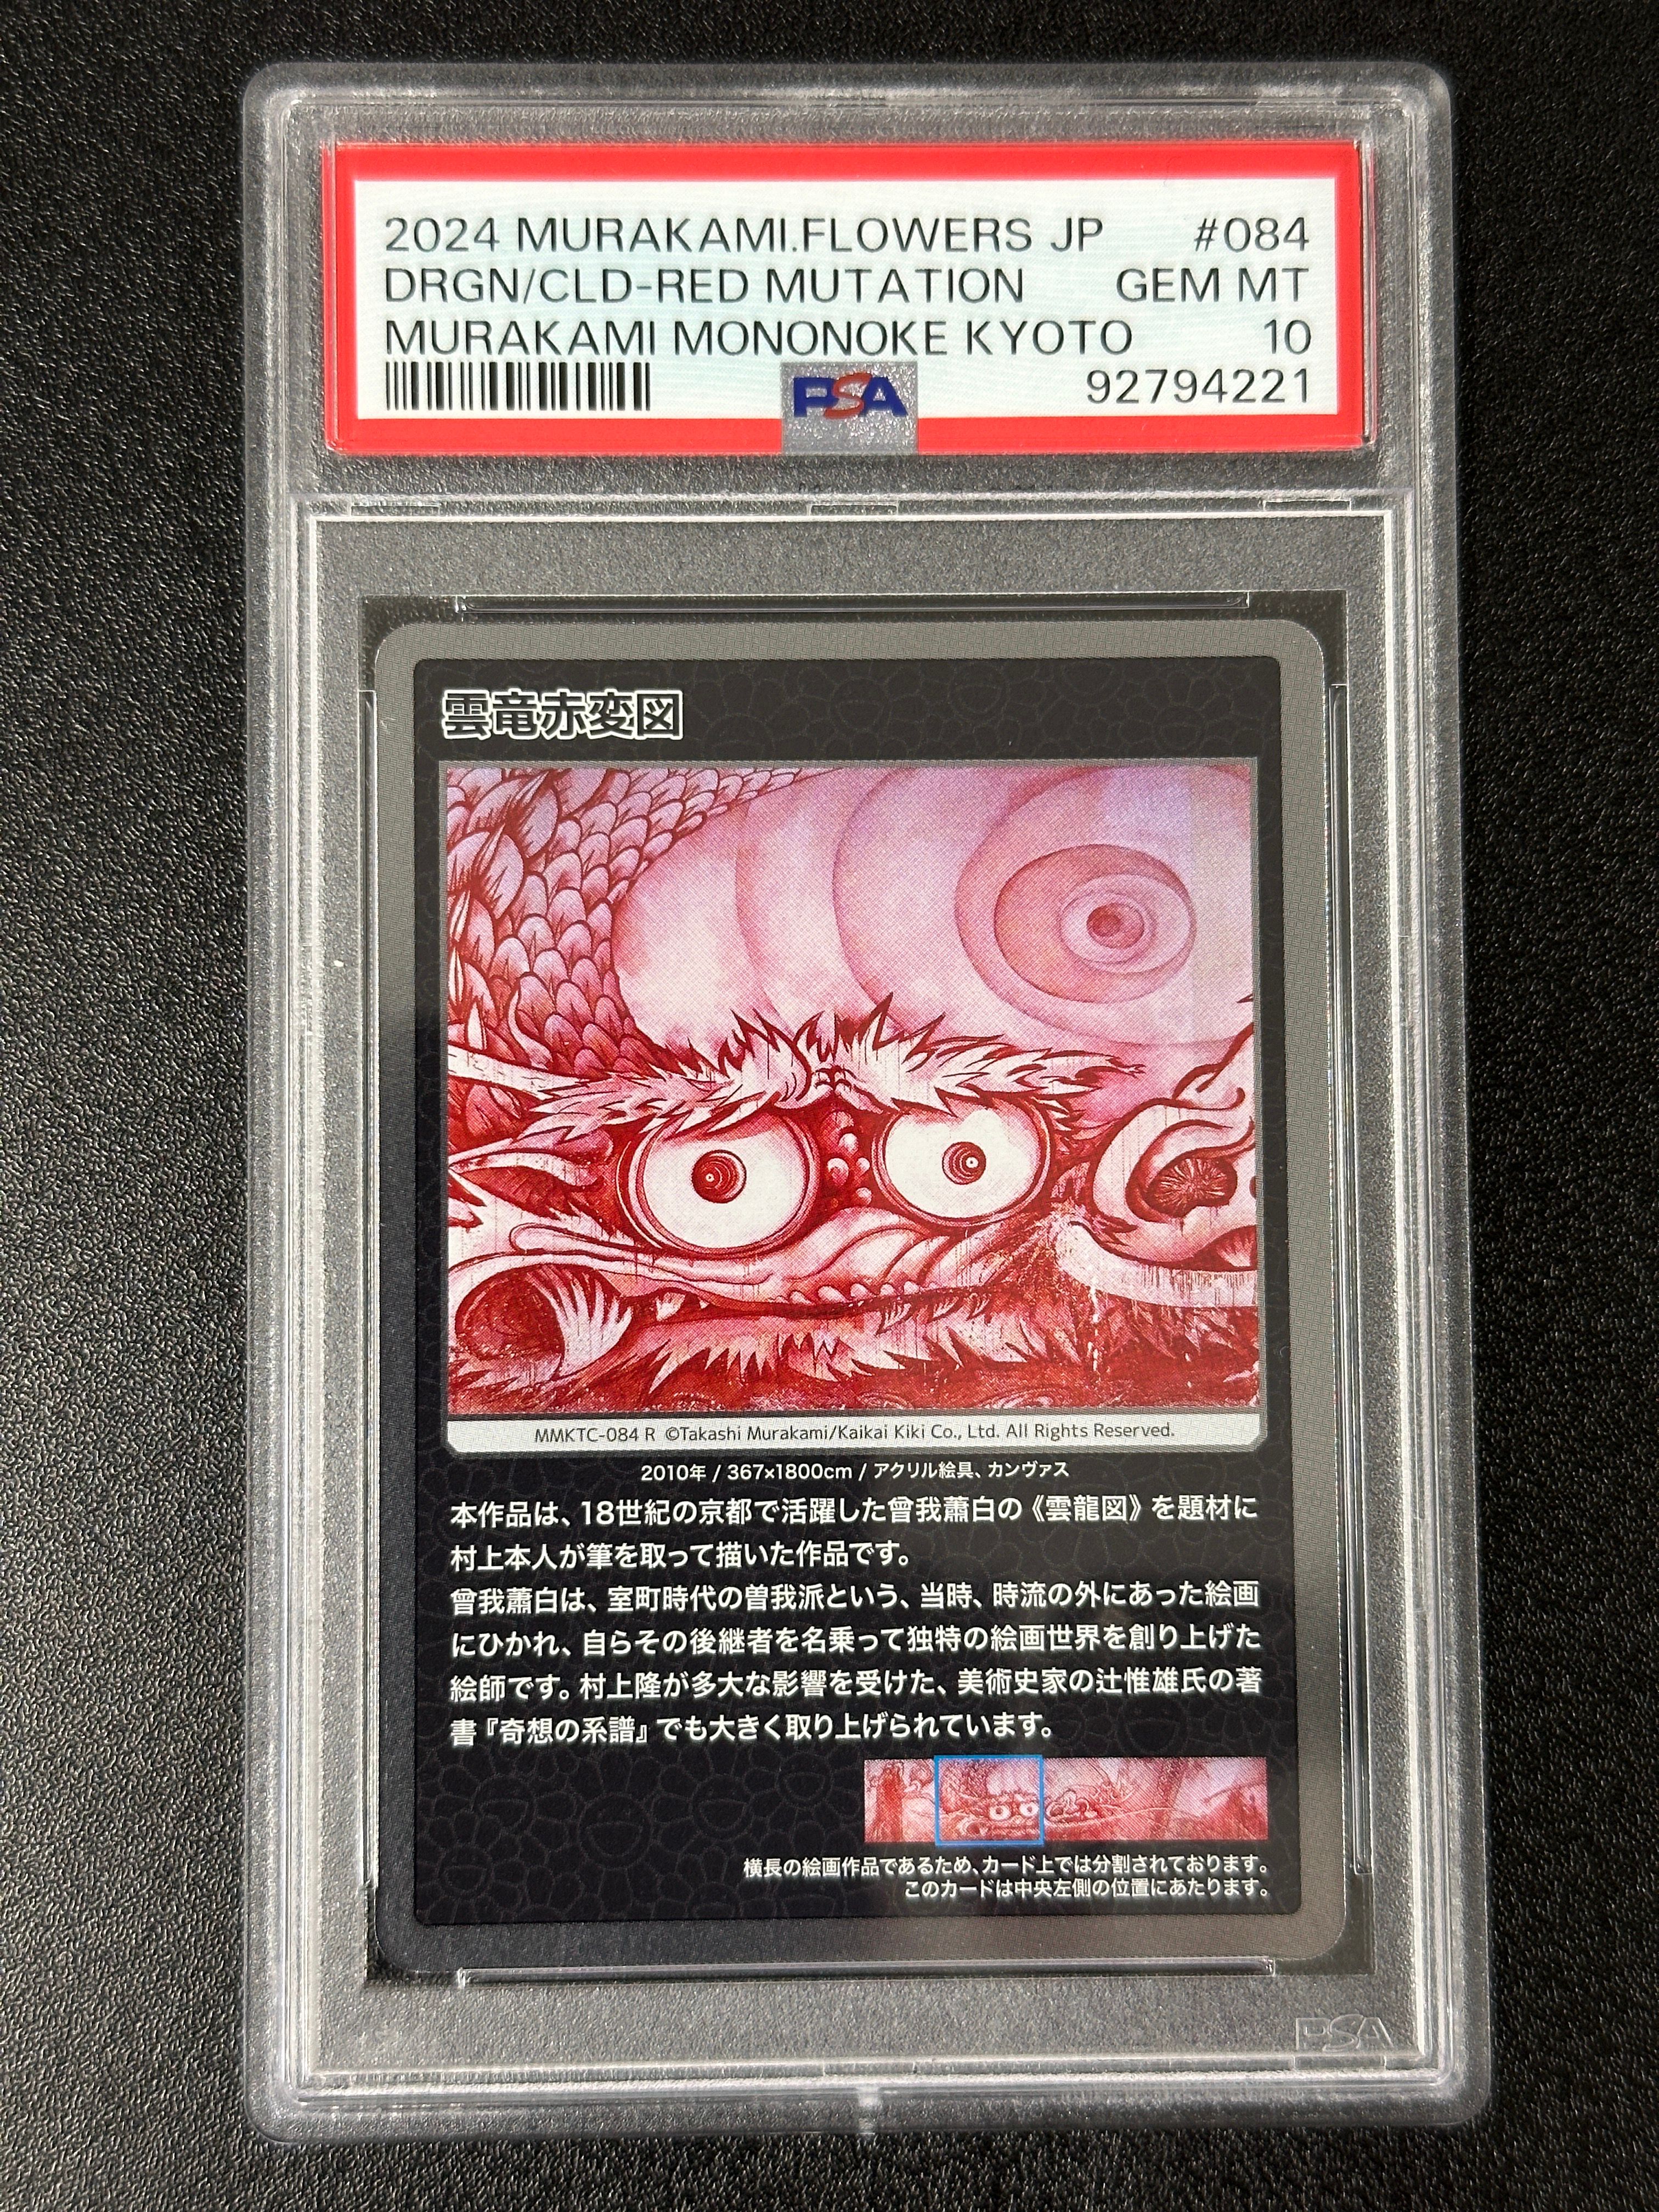 2024 MURAKAMI.FLOWERS JP #084
DRGN/CLD-RED MUTATION GEM MT
MURAKAMI MONONOKE KYOTO 10
PSA 92794221
雲竜赤変図
MMKTC-084 R ©Takashi Murakami/Kaikai Kiki Co., Ltd. All Rights Reserved.
2010年 / 367×1800cm / アクリル絵具、カンヴァス
本作品は、18世紀の京都で活躍した曾我蕭白の《雲龍図》を題材に
村上本人が筆を取って描いた作品です。
曾我蕭白は、室町時代の曽我派という、当時、時流の外にあった絵画
にひかれ、自らその後継者を名乗って独特の絵画世界を創り上げた
絵師です。村上隆が多大な影響を受けた、美術史家の辻惟雄氏の著
書『奇想の系譜』でも大きく取り上げられています。
横長の絵画作品であるため、カード上では分割されております。
このカードは中央左側の位置にあたります。
PSA